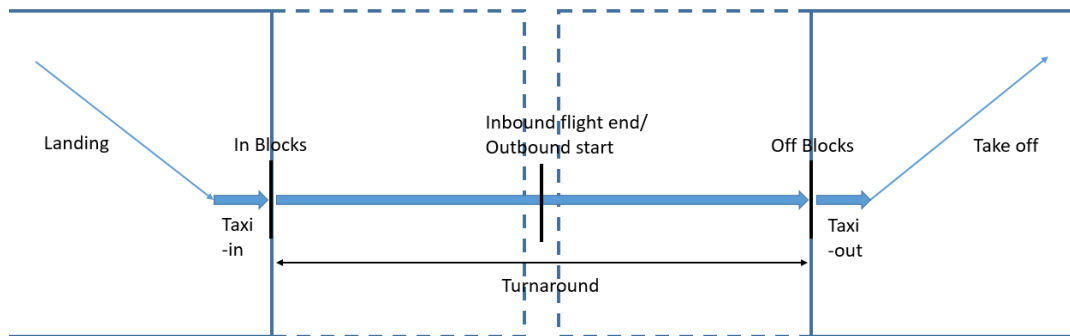 Landing
In Blocks
Inbound flight end/
Outbound start
Off Blocks
Take off
Taxi
-in
Taxi
-out
Turnaround